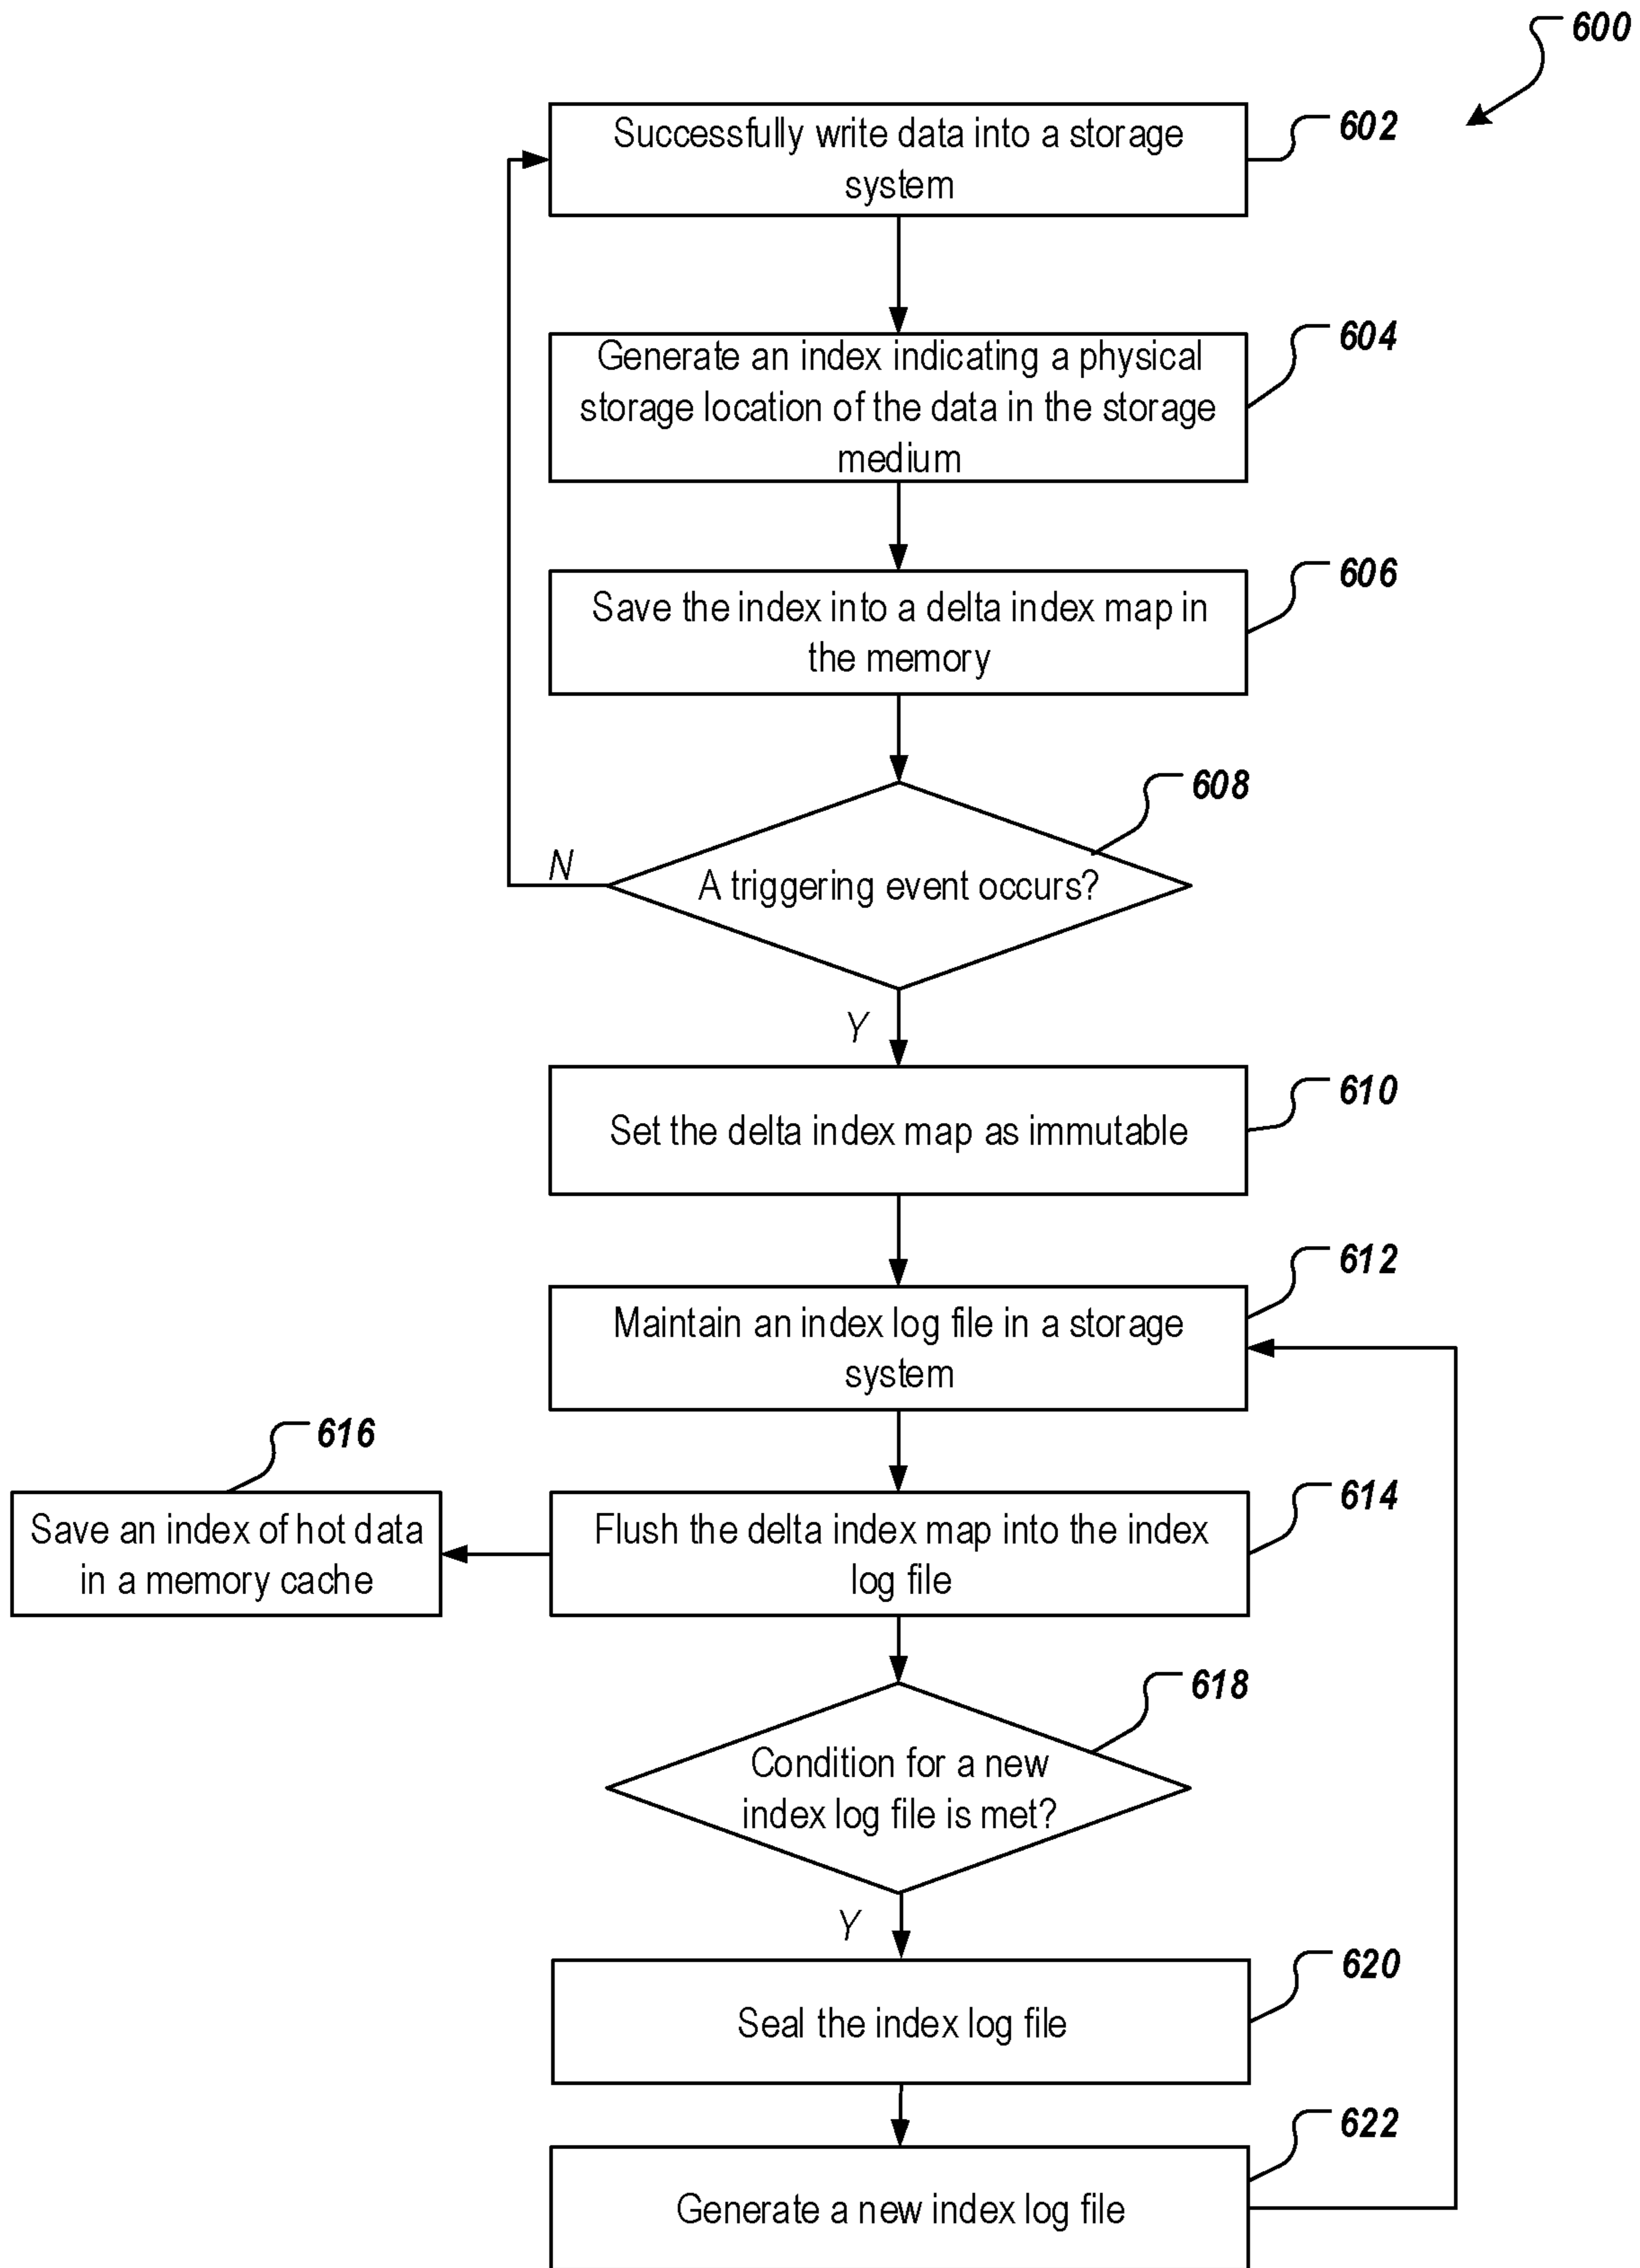 600
Successfully write data into a storage
system
602
Generate an index indicating a physical
storage location of the data in the storage
medium
604
Save the index into a delta index map in
the memory
606
608
N
A triggering event occurs?
Y
Set the delta index map as immutable
610
Maintain an index log file in a storage
system
612
616
Save an index of hot data
in a memory cache
Flush the delta index map into the index
log file
614
618
Condition for a new
index log file is met?
Y
Seal the index log file
620
Generate a new index log file
622